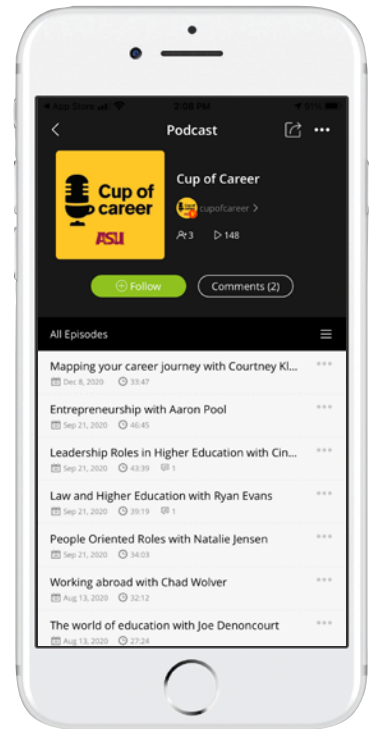 App Store
2:08 PM
91%
Podcast
Cup of
career
ASU
Cup of Career
cupofcareer >
3 148
Follow
Comments (2)
All Episodes
Mapping your career journey with Courtney Kl...
Dec 8, 2020 33:47
Entrepreneurship with Aaron Pool
Sep 21, 2020 46:45
Leadership Roles in Higher Education with Cin...
Sep 21, 2020 43:39 1
Law and Higher Education with Ryan Evans
Sep 21, 2020 39:19 1
People Oriented Roles with Natalie Jensen
Sep 21, 2020 34:03
Working abroad with Chad Wolver
Aug 13, 2020 32:12
The world of education with Joe Denoncourt
Aug 13, 2020 27:24